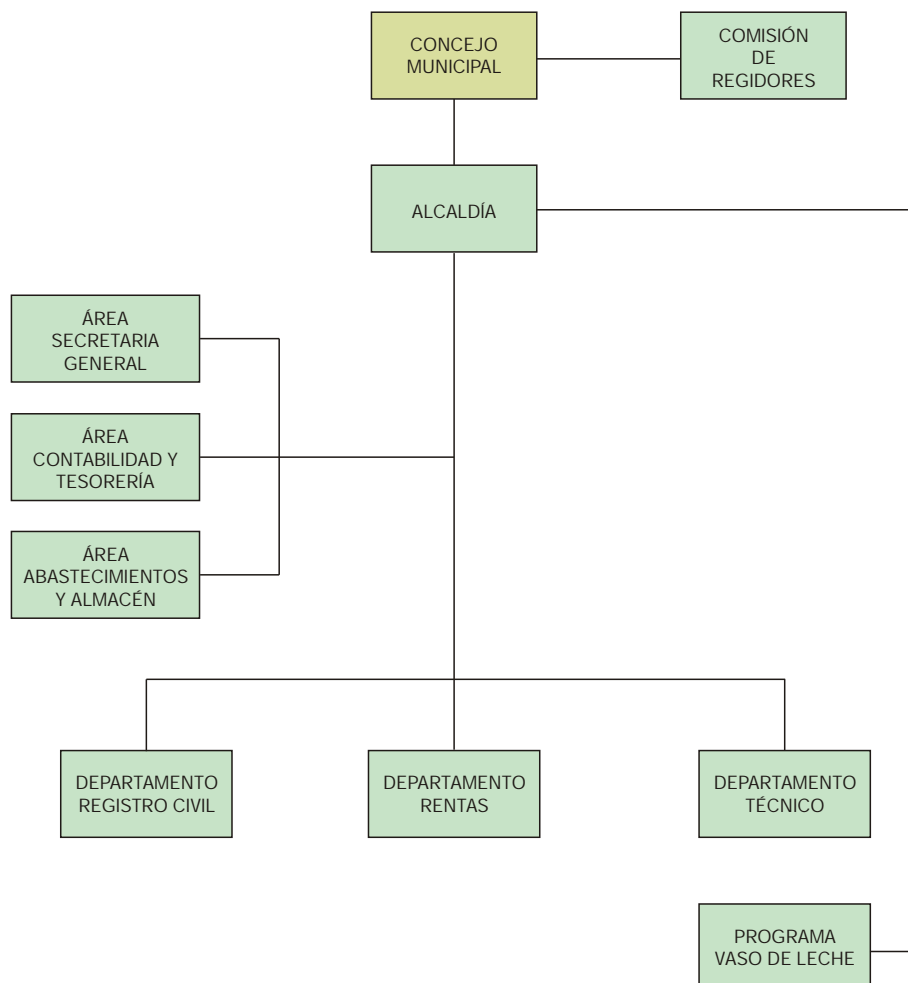 CONCEJO
MUNICIPAL
COMISIÓN
DE
REGIDORES
ALCALDÍA
ÁREA
SECRETARIA
GENERAL
ÁREA
CONTABILIDAD Y
TESORERÍA
ÁREA
ABASTECIMIENTOS
Y ALMACÉN
DEPARTAMENTO
REGISTRO CIVIL
DEPARTAMENTO
RENTAS
DEPARTAMENTO
TÉCNICO
PROGRAMA
VASO DE LECHE